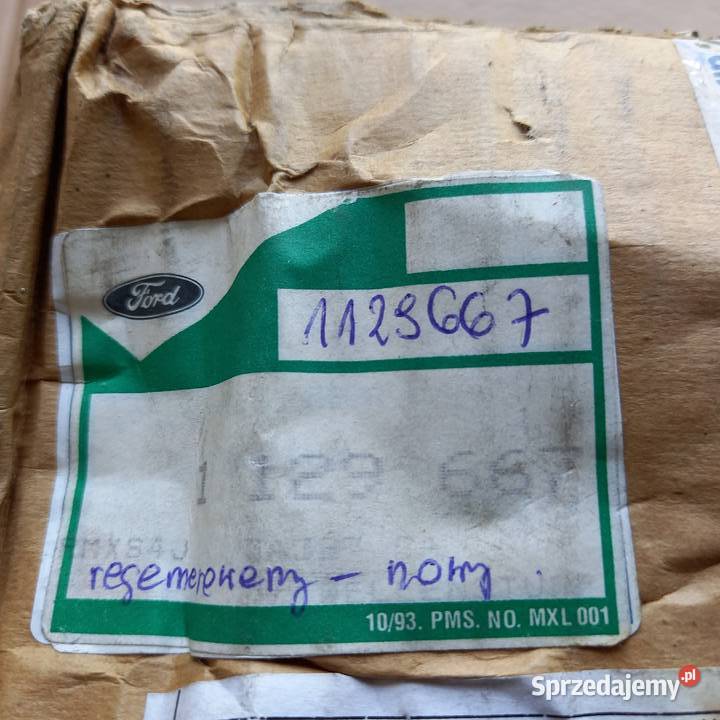 Ford
1129667
1 129 667
regenerowany - nowy.
10/93. PMS. NO. MXL 001
Sprzedajemy.pl